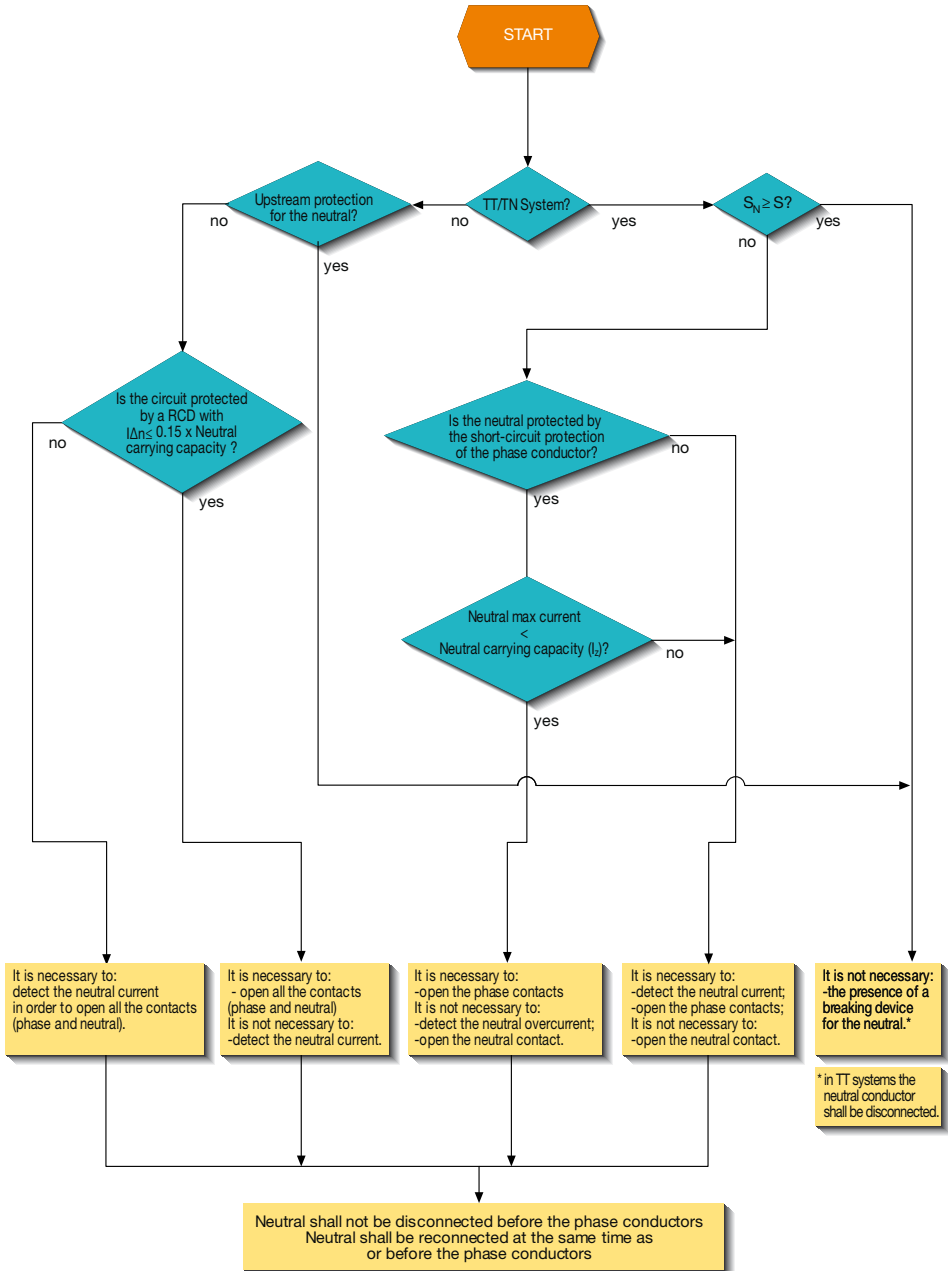 START
Upstream protection
for the neutral?
TT/TN System?
SN ≥ S?
no
no
yes
yes
no
yes
Is the circuit protected
by a RCD with
I∆n≤ 0.15 x Neutral
carrying capacity ?
no
yes
Is the neutral protected by
the short-circuit protection
of the phase conductor?
no
yes
Neutral max current
<
Neutral carrying capacity (Iz)?
no
yes
It is necessary to:
detect the neutral current
in order to open all the contacts
(phase and neutral).
It is necessary to:
- open all the contacts
(phase and neutral)
It is not necessary to:
-detect the neutral current.
It is necessary to:
-open the phase contacts
It is not necessary to:
-detect the neutral overcurrent;
-open the neutral contact.
It is necessary to:
-detect the neutral current;
-open the phase contacts;
It is not necessary to:
-open the neutral contact.
It is not necessary:
-the presence of a
breaking device
for the neutral.*
* in TT systems the
neutral conductor
shall be disconnected.
Neutral shall not be disconnected before the phase conductors
Neutral shall be reconnected at the same time as
or before the phase conductors